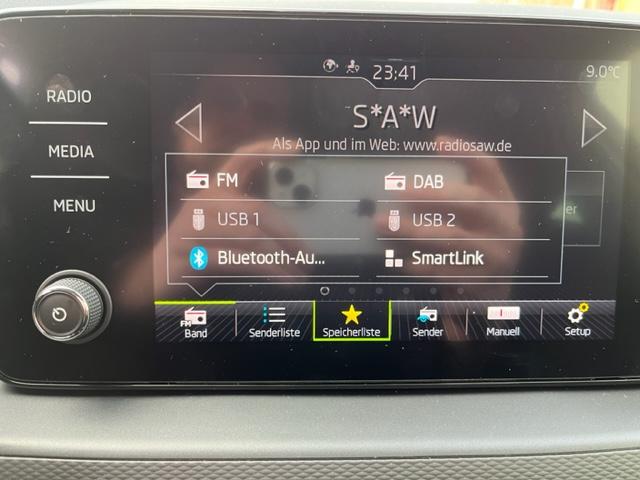 23:41
9.0°C
RADIO
MEDIA
MENU
S*A*W
Als App und im Web: www.radiosaw.de
FM
DAB
USB 1
USB 2
Bluetooth-Au...
SmartLink
er
FM
Band
Senderliste
Speicherliste
Sender
Manuell
Setup